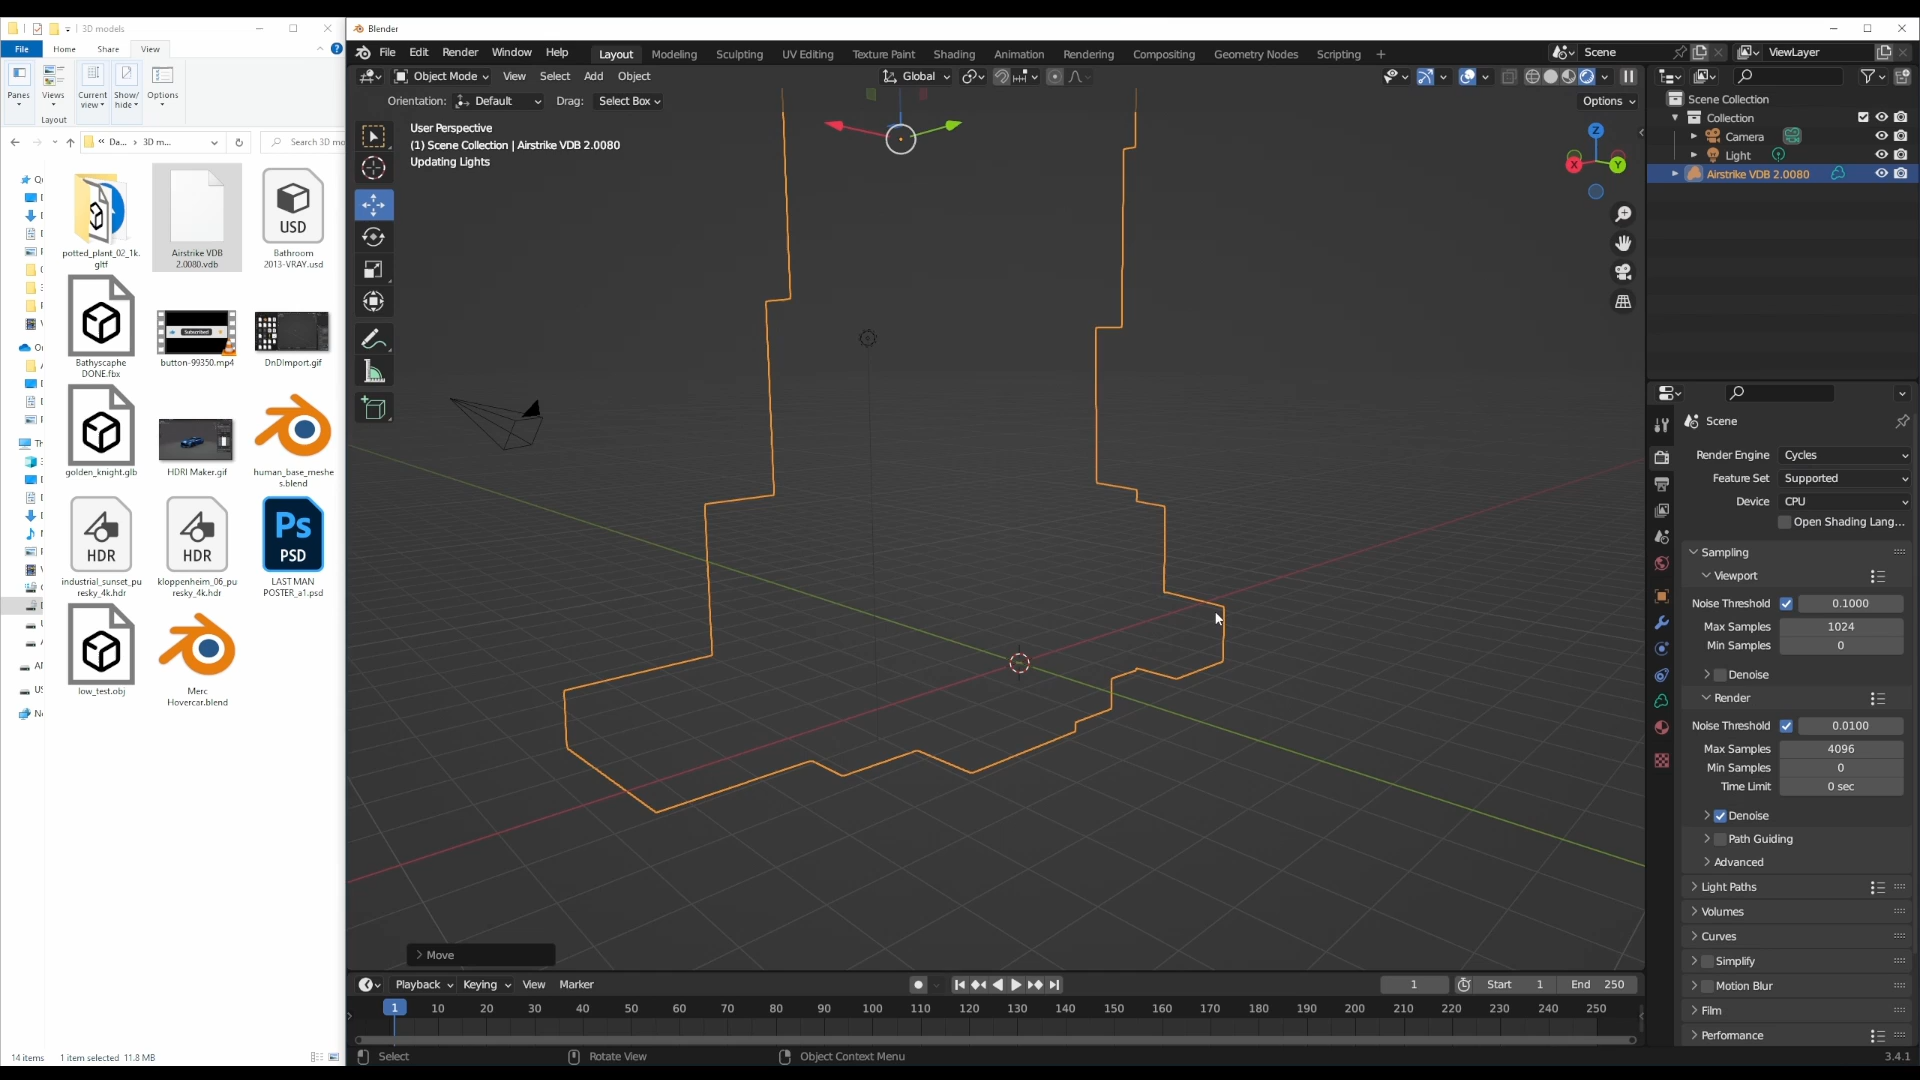 3D models
File
Home
Share
View
Panes
Views
Current view
Show/ hide
Options
Layout
Da...
3D m...
Search 3D mo
potted_plant_02_1k.
gltf
Airstrike VDB
2.0080.vdb
USD
Bathroom
2013-VRAY.usd
Bathyscaphe
DONE.fbx
Subscribed
button-99350.mp4
DnDImport.gif
golden_knight.glb
HDRI Maker.gif
human_base_meshe
s.blend
HDR
industrial_sunset_pu
resky_4k.hdr
HDR
kloppenheim_06_pu
resky_4k.hdr
Ps
PSD
LAST MAN
POSTER_a1.psd
low_test.obj
Merc
Hovercar.blend
14 items 1 item selected 11.8 MB
Blender
File Edit Render Window Help
Layout Modeling Sculpting UV Editing Texture Paint Shading Animation Rendering Compositing Geometry Nodes Scripting +
Scene
ViewLayer
Object Mode View Select Add Object
Global
Orientation: Default Drag: Select Box
Options
User Perspective
(1) Scene Collection | Airstrike VDB 2.0080
Updating Lights
Z
X
Y
Move
Scene Collection
Collection
Camera
Light
Airstrike VDB 2.0080
Scene
Render Engine Cycles
Feature Set Supported
Device CPU
Open Shading Lang...
Sampling
Viewport
Noise Threshold 0.1000
Max Samples 1024
Min Samples 0
Denoise
Render
Noise Threshold 0.0100
Max Samples 4096
Min Samples 0
Time Limit 0 sec
Denoise
Path Guiding
Advanced
Light Paths
Volumes
Curves
Simplify
Motion Blur
Film
Performance
Playback Keying View Marker
1
Start 1
End 250
1 10 20 30 40 50 60 70 80 90 100 110 120 130 140 150 160 170 180 190 200 210 220 230 240 250
Select
Rotate View
Object Context Menu
3.4.1